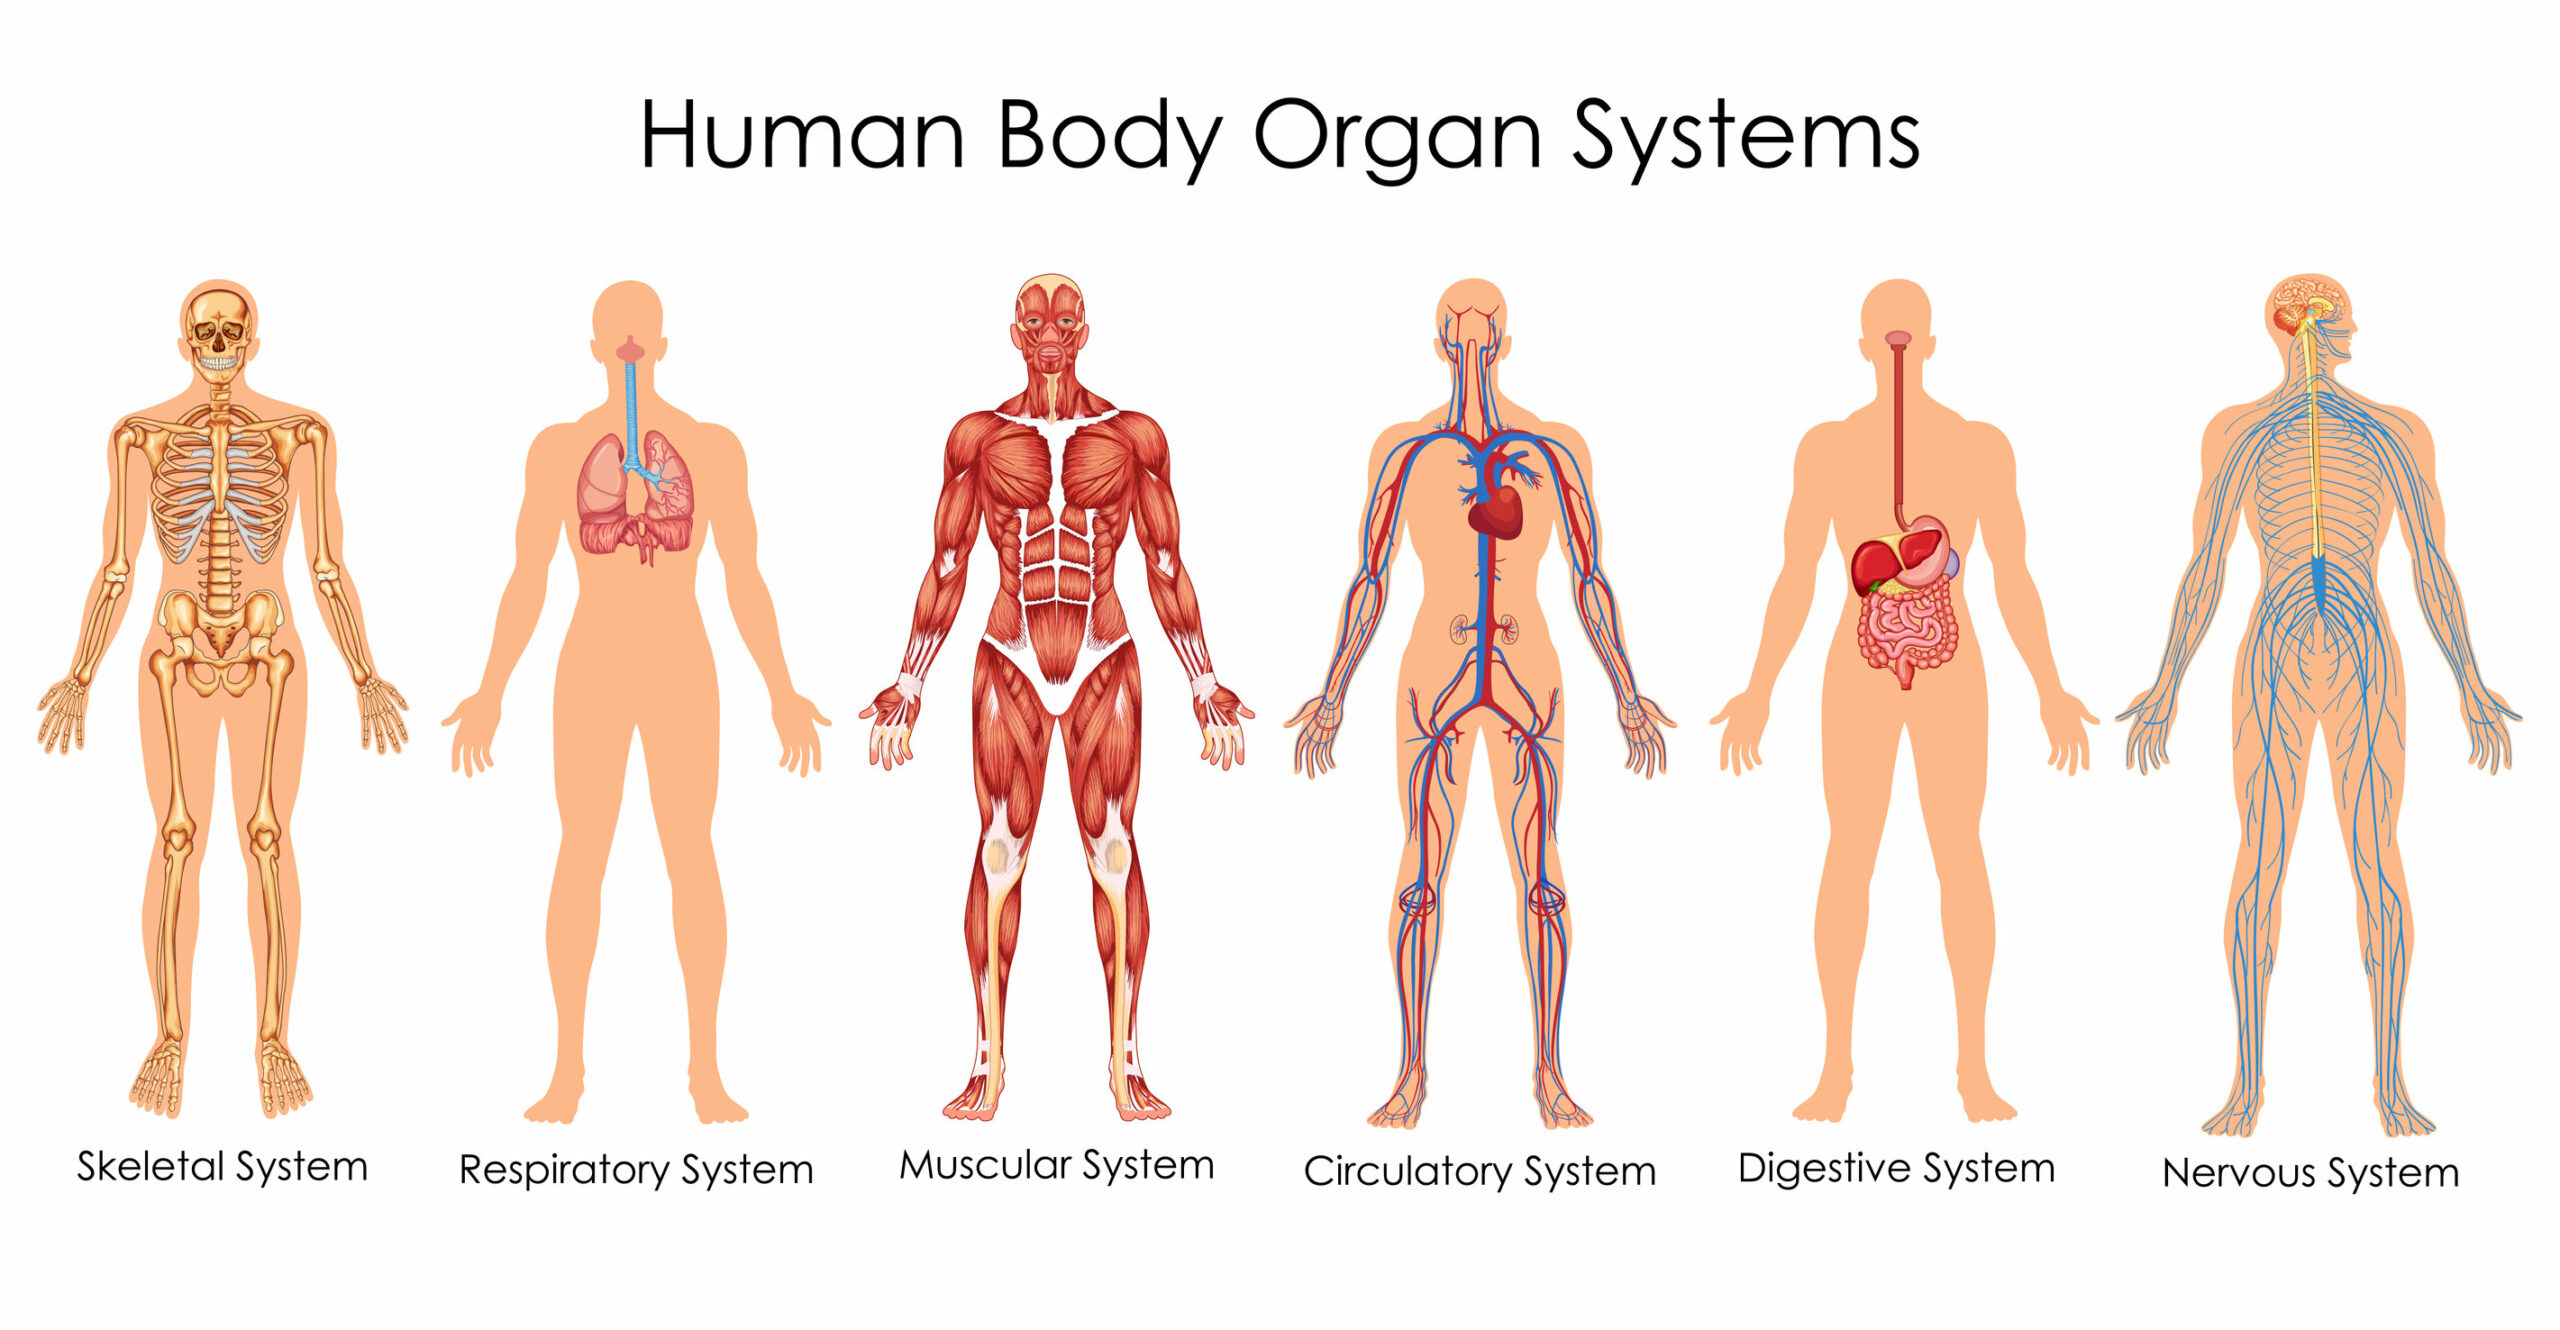 Human Body Organ Systems
Skeletal System
Respiratory System
Muscular System
Circulatory System
Digestive System
Nervous System